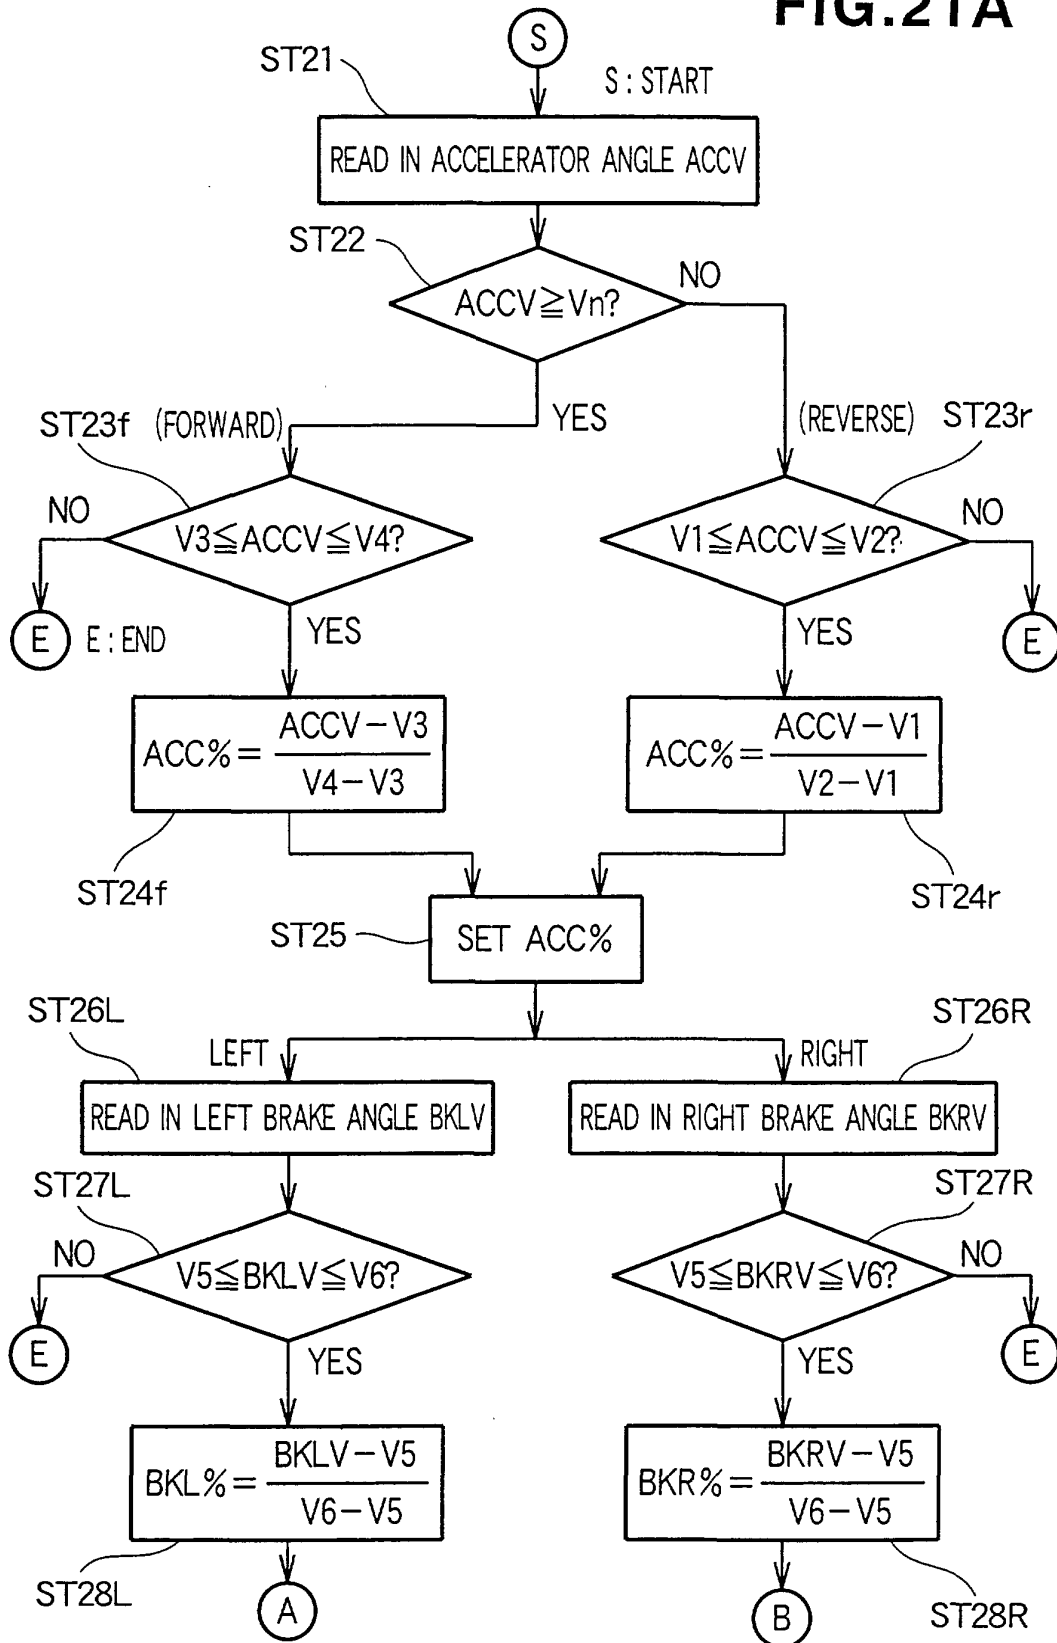 FIG.21A
S
ST21
S : START
READ IN ACCELERATOR ANGLE ACCV
ST22
NO
ACCV≧Vn?
YES
ST23f (FORWARD)
(REVERSE) ST23r
NO
V3≦ACCV≦V4?
V1≦ACCV≦V2?
NO
E E : END
YES
YES
E
ACC% = ACCV−V3
V4−V3
ACC% = ACCV−V1
V2−V1
ST24f
ST24r
ST25
SET ACC%
ST26L
ST26R
LEFT
RIGHT
READ IN LEFT BRAKE ANGLE BKLV
READ IN RIGHT BRAKE ANGLE BKRV
ST27L
ST27R
NO
V5≦BKLV≦V6?
V5≦BKRV≦V6?
NO
E
YES
YES
E
BKL% = BKLV−V5
V6−V5
BKR% = BKRV−V5
V6−V5
ST28L
A
B
ST28R